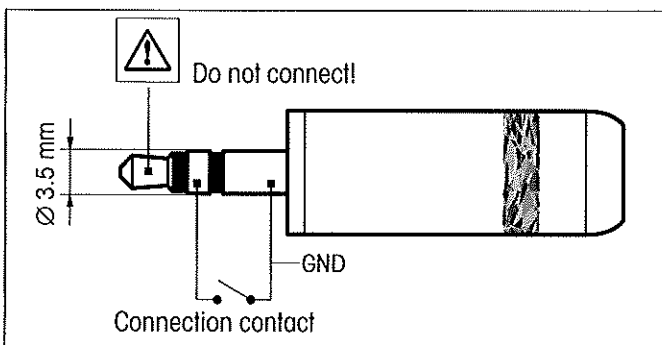 Do not connect!
Ø 3.5 mm
GND
Connection contact